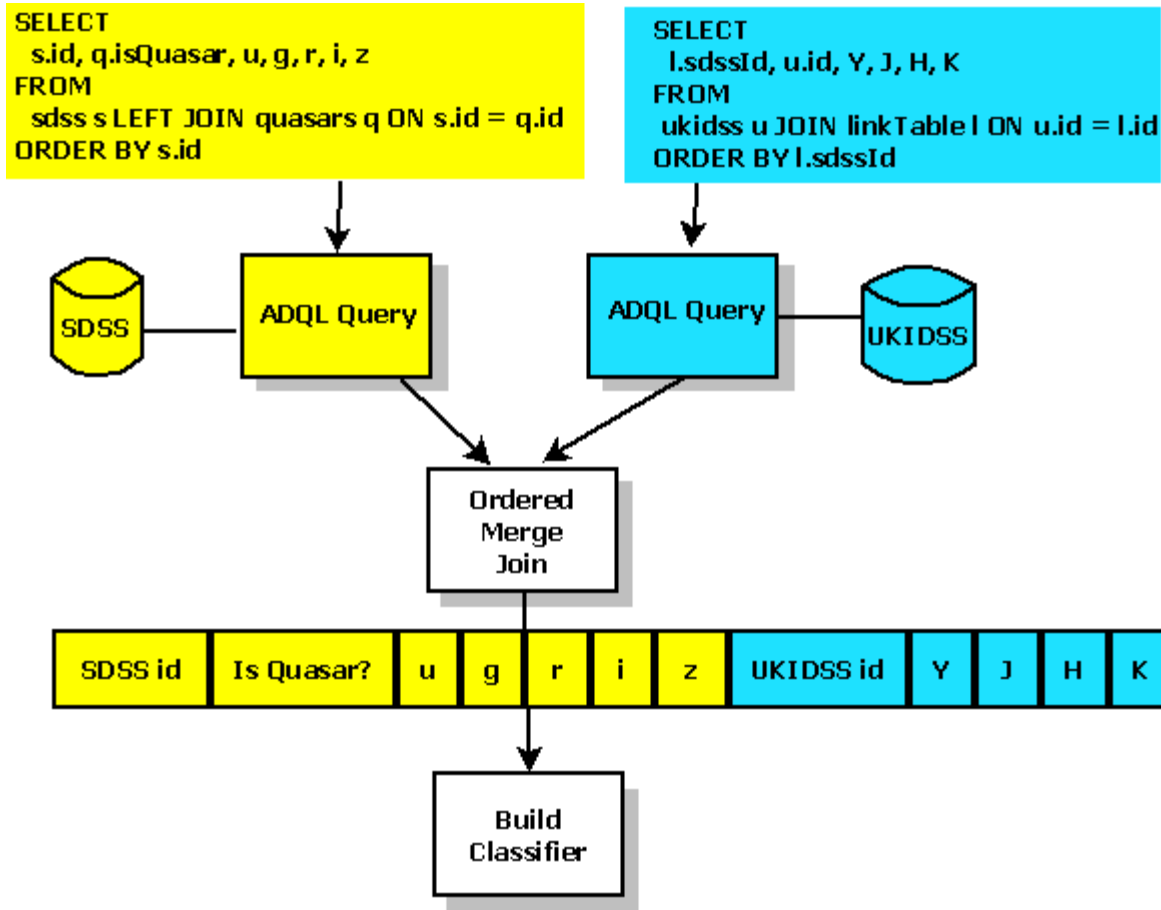 SELECT
s.id, q.isQuasar, u, g, r, i, z
FROM
sdss s LEFT JOIN quasars q ON s.id = q.id
ORDER BY s.id
SELECT
l.sdssId, u.id, Y, J, H, K
FROM
ukidss u JOIN linkTable l ON u.id = l.id
ORDER BY l.sdssId
SDSS
ADQL Query
ADQL Query
UKIDSS
Ordered
Merge
Join
SDSS id
Is Quasar?
u
g
r
i
z
UKIDSS id
Y
J
H
K
Build
Classifier